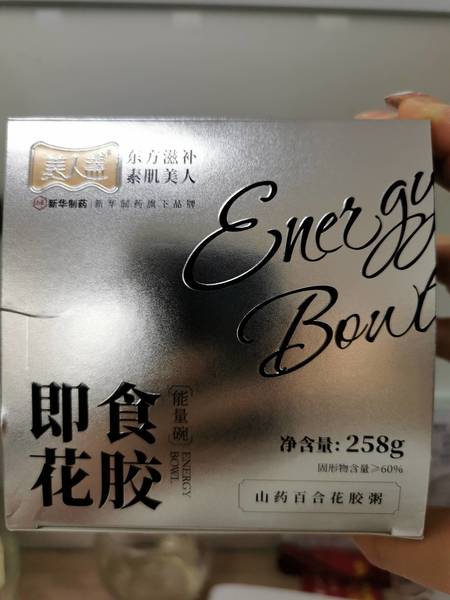 美人盖
东方滋补
素肌美人
新华制药 | 新华制药旗下品牌
Energy
Bowl
即食
花胶
能量碗
ENERGY
BOWL
净含量: 258g
固形物含量≥60%
山药百合花胶粥